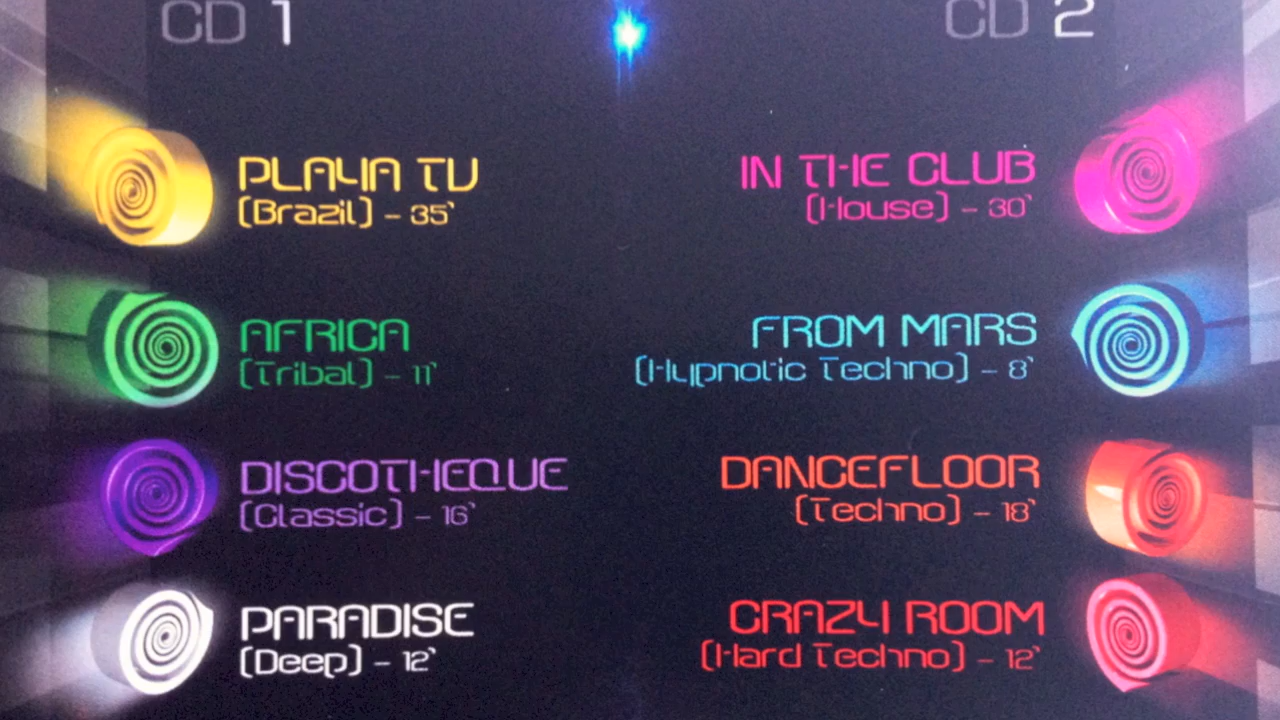 CD 1
PLAYA TV
(Brazil) - 35'
AFRICA
(Tribal) - 11'
DISCOTHEQUE
(Classic) - 16'
PARADISE
(Deep) - 12'
CD 2
IN THE CLUB
(House) - 30'
FROM MARS
(Hypnotic Techno) - 8'
DANCEFLOOR
(Techno) - 18'
CRAZY ROOM
(Hard Techno) - 12'